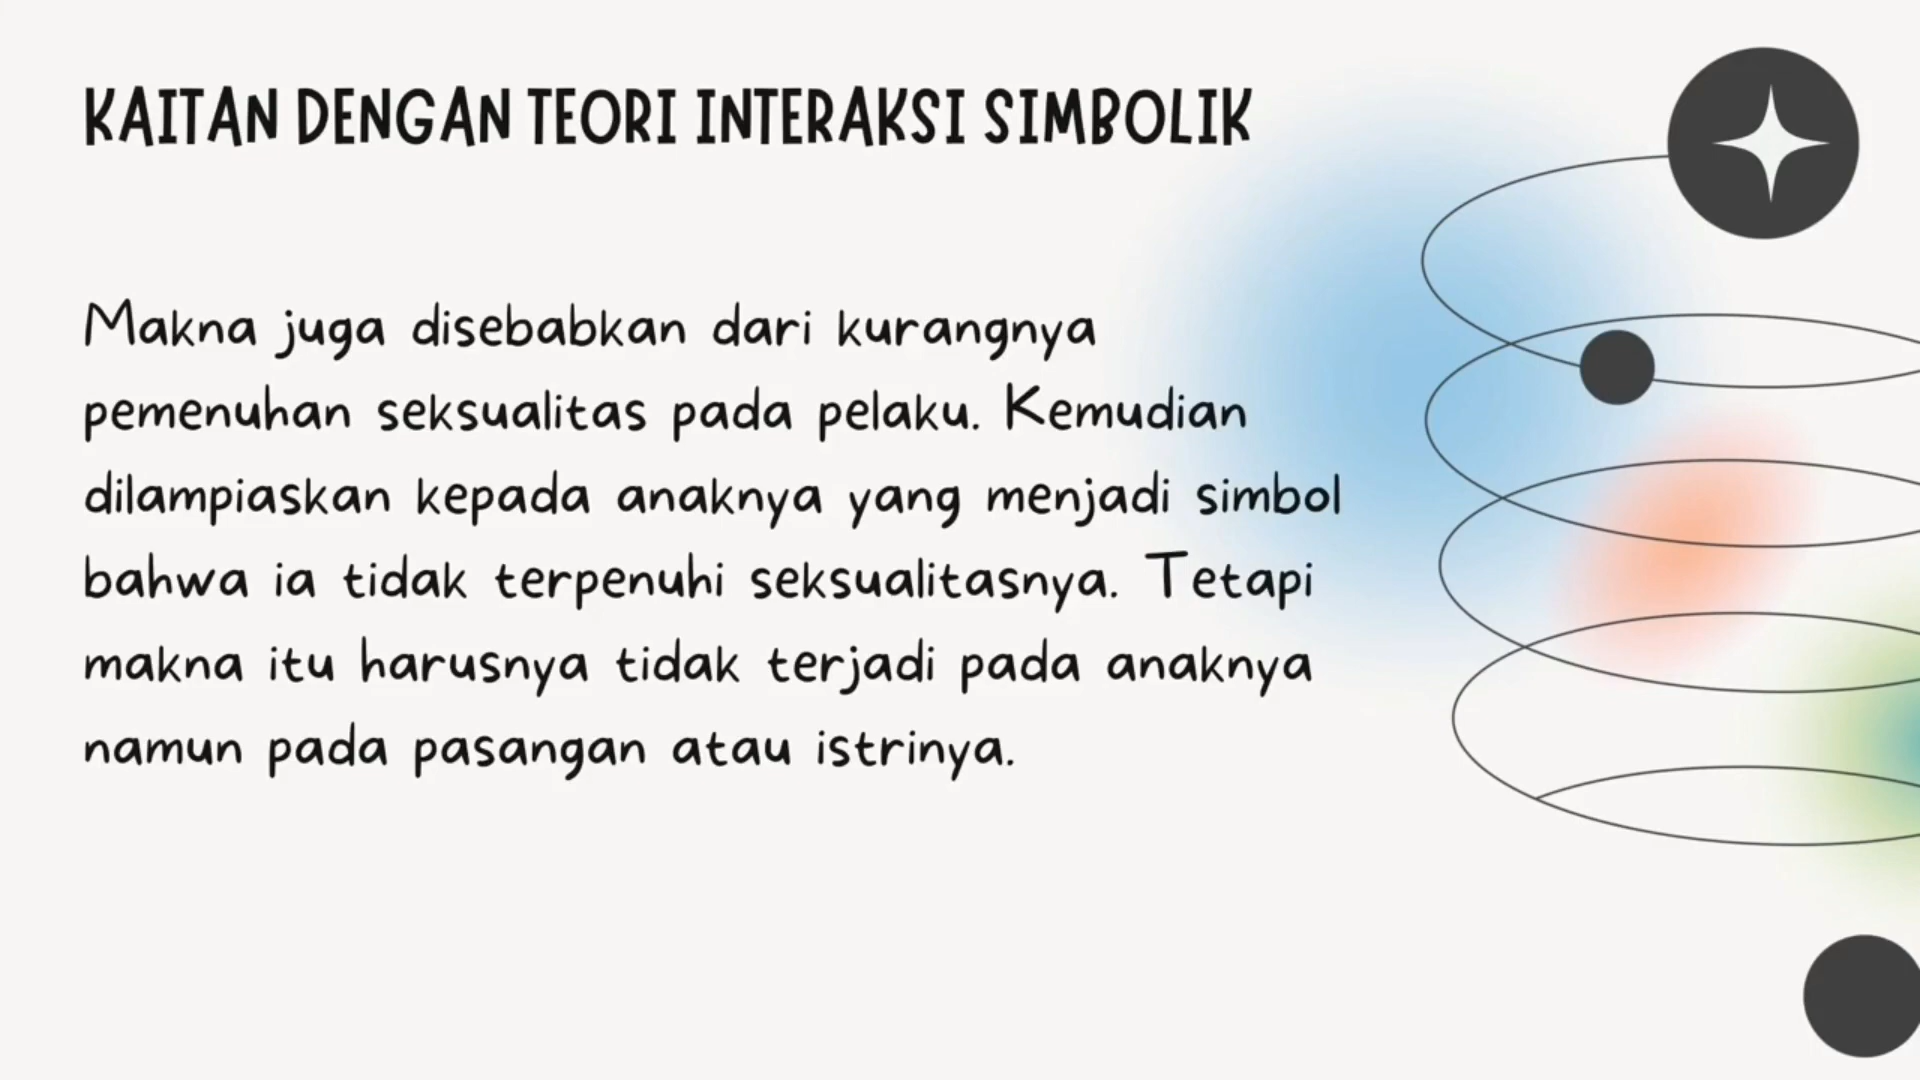 KAITAN DENGAN TEORI INTERAKSI SIMBOLIK
Makna juga disebabkan dari kurangnya
pemenuhan seksualitas pada pelaku. Kemudian
dilampiaskan kepada anaknya yang menjadi simbol
bahwa ia tidak terpenuhi seksualitasnya. Tetapi
makna itu harusnya tidak terjadi pada anaknya
namun pada pasangan atau istrinya.